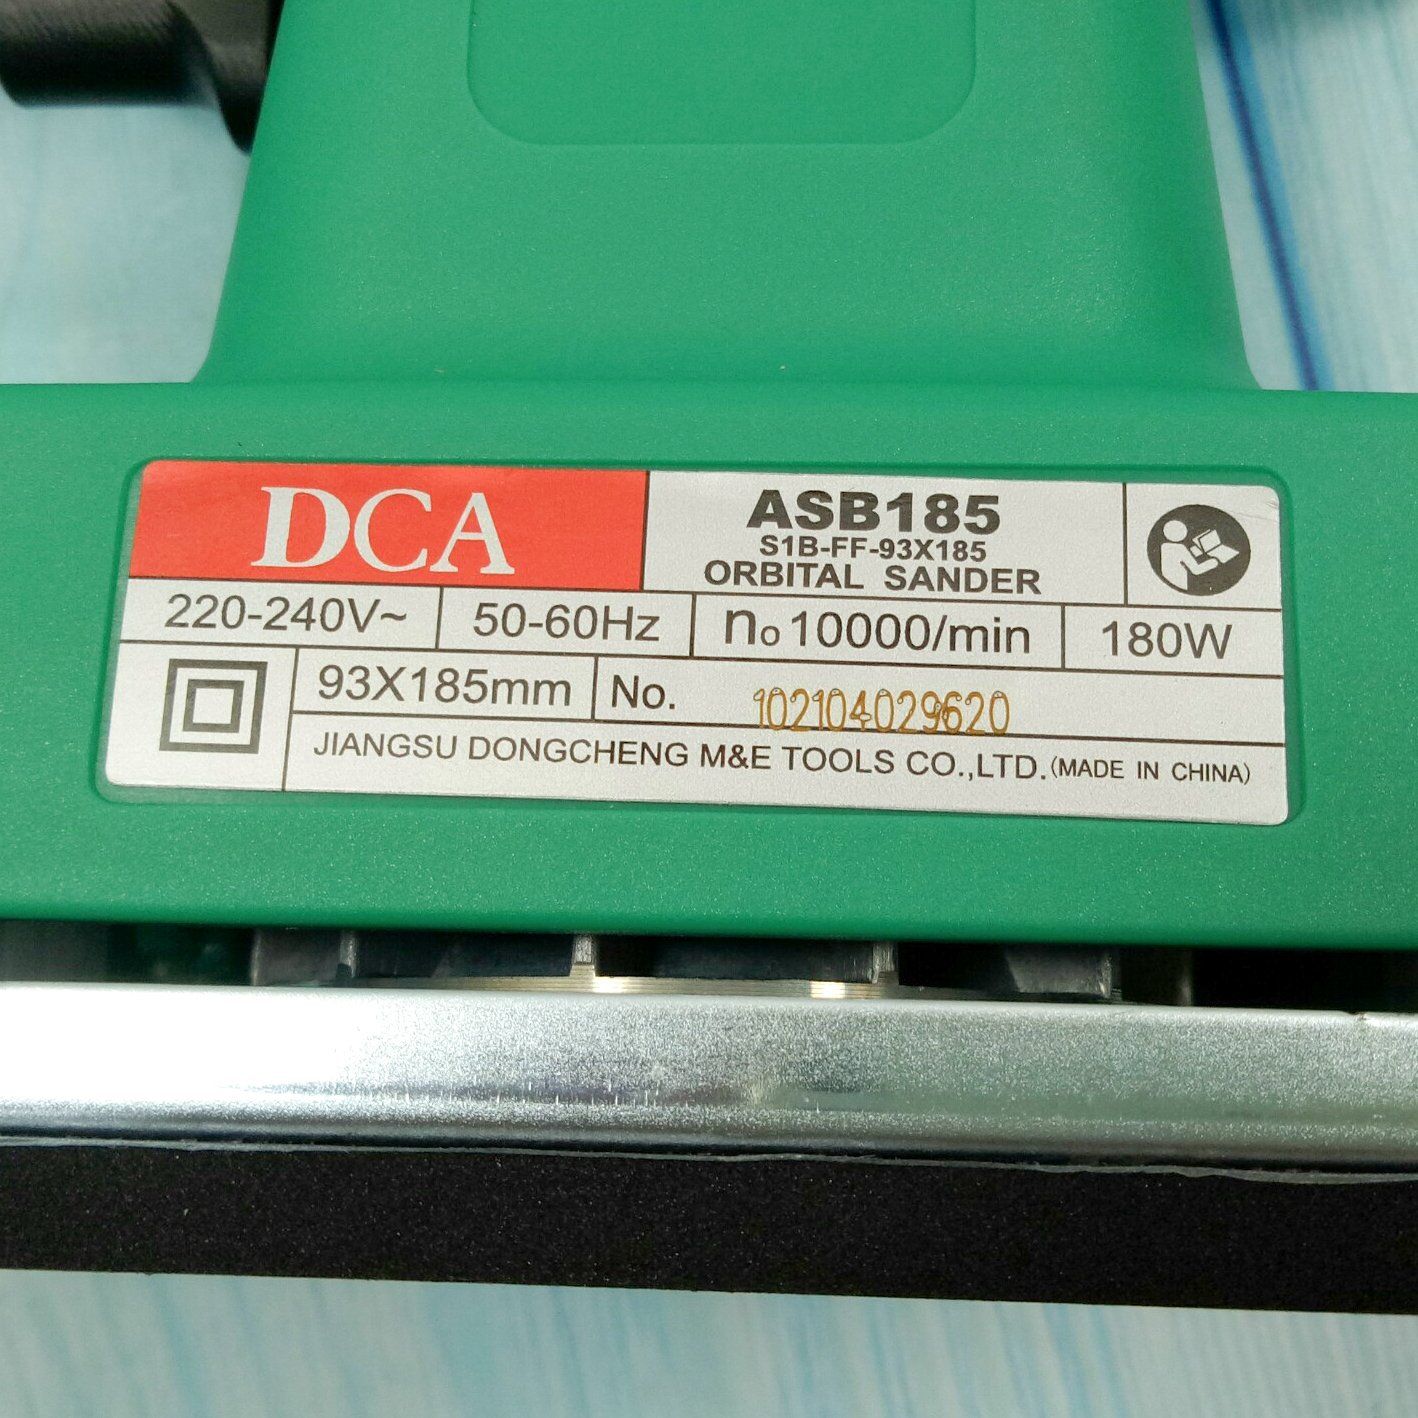 DCA
ASB185
S1B-FF-93X185
ORBITAL SANDER
220-240V~ 50-60Hz n₀ 10000/min 180W
93X185mm No. 102104029620
JIANGSU DONGCHENG M&E TOOLS CO.,LTD.(MADE IN CHINA)